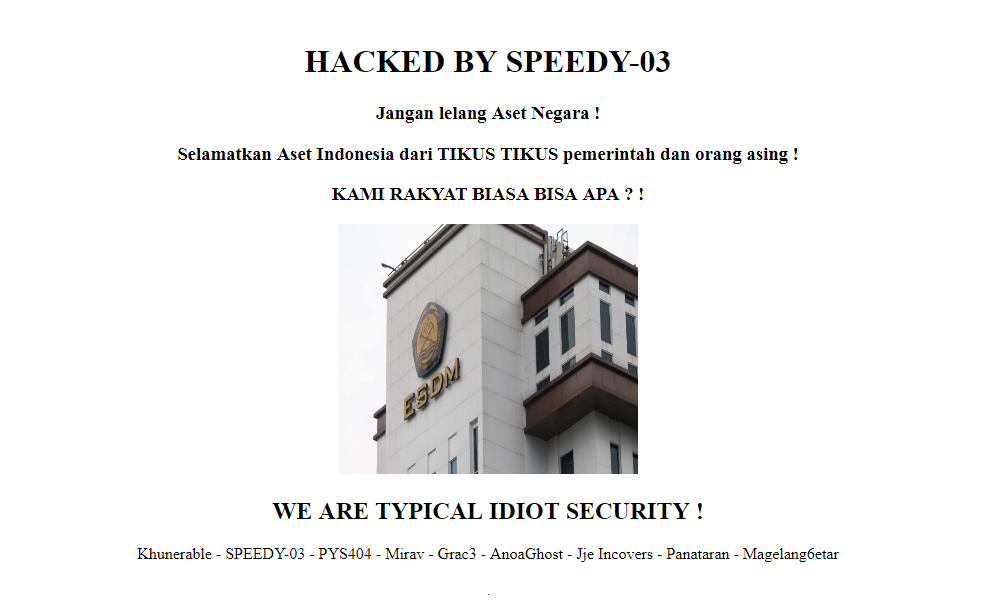 HACKED BY SPEEDY-03
Jangan lelang Aset Negara !
Selamatkan Aset Indonesia dari TIKUS TIKUS pemerintah dan orang asing !
KAMI RAKYAT BIASA BISA APA ? !
ESDM
WE ARE TYPICAL IDIOT SECURITY !
Khunerable - SPEEDY-03 - PYS404 - Mirav - Grac3 - AnoaGhost - Jje Incovers - Panataran - Magelang6etar
.